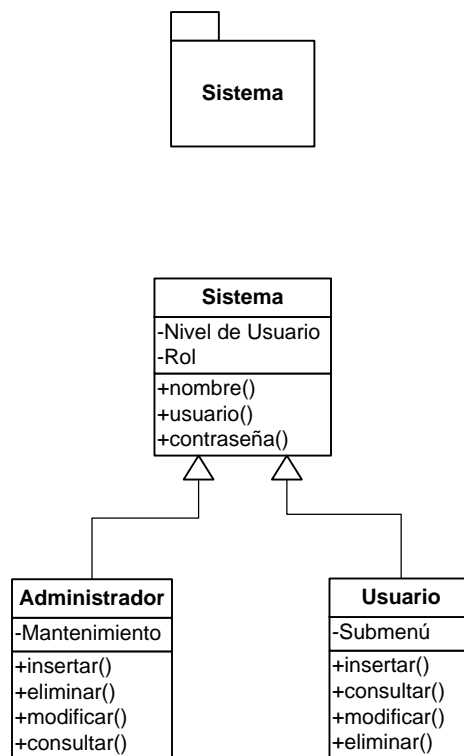 Sistema
Sistema
-Nivel de Usuario
-Rol
+nombre()
+usuario()
+contraseña()
Administrador
-Mantenimiento
+insertar()
+eliminar()
+modificar()
+consultar()
Usuario
-Submenú
+insertar()
+consultar()
+modificar()
+eliminar()